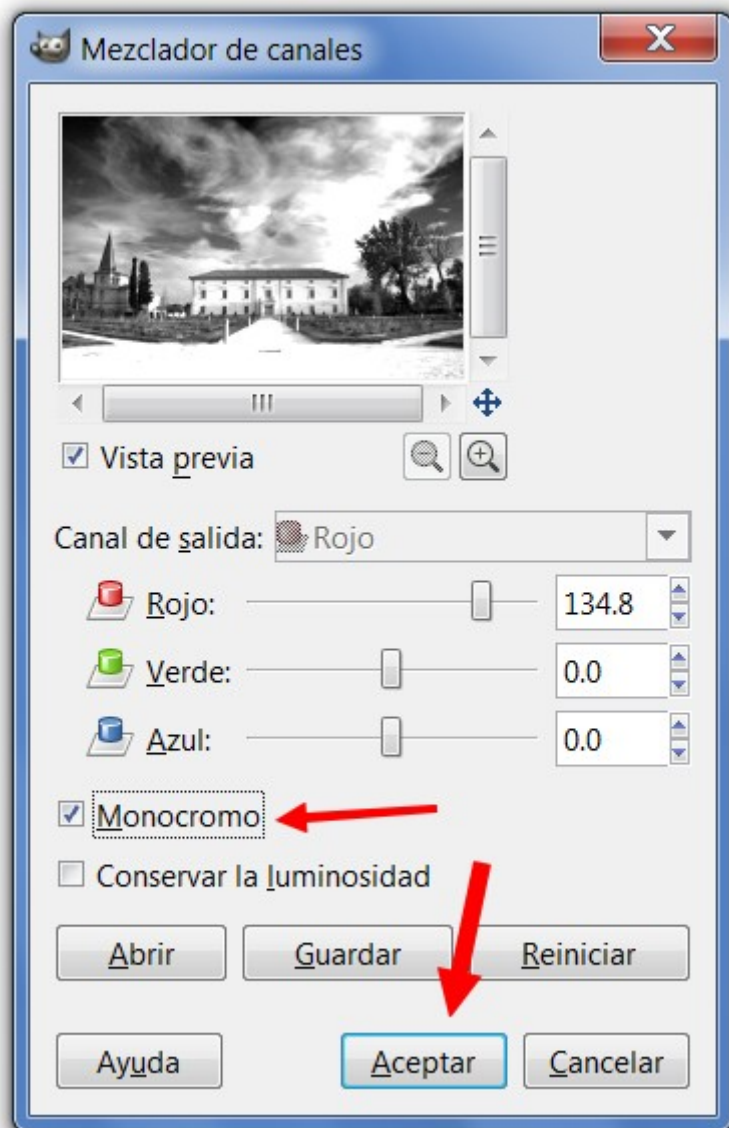 Mezclador de canales
Vista previa
Canal de salida: Rojo
Rojo: 134.8
Verde: 0.0
Azul: 0.0
Monocromo
Conservar la luminosidad
Abrir Guardar Reiniciar
Ayuda Aceptar Cancelar